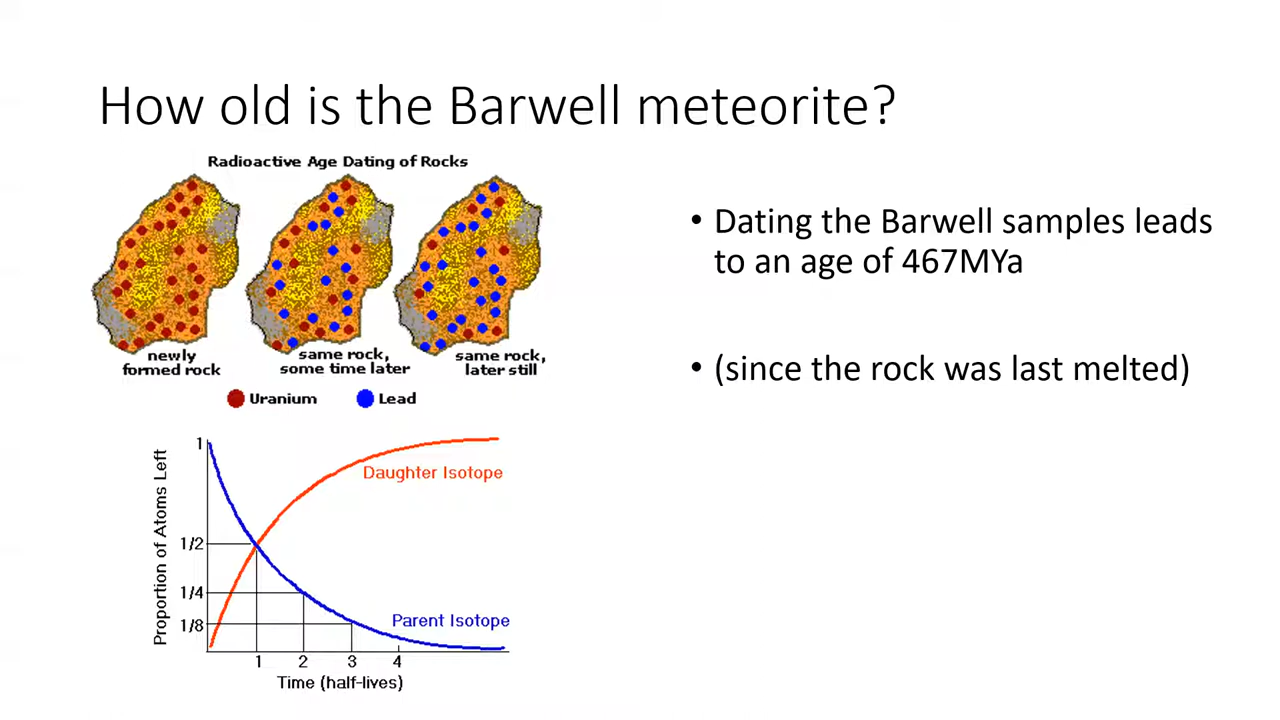 How old is the Barwell meteorite?
Radioactive Age Dating of Rocks
newly
formed rock
same rock,
some time later
same rock,
later still
Uranium
Lead
• Dating the Barwell samples leads
to an age of 467MYa
• (since the rock was last melted)
Proportion of Atoms Left
1
1/2
1/4
1/8
Daughter Isotope
Parent Isotope
1 2 3 4
Time (half-lives)